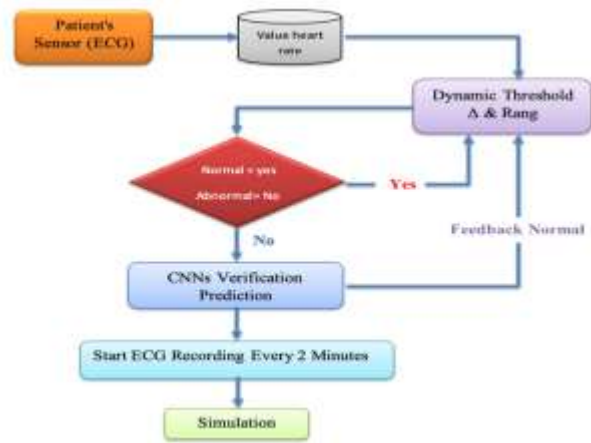 Patient's
Sensor (ECG)
Value heart
rate
Dynamic Threshold
Δ & Rang
Normal = yes
Abnormal= No
Yes
No
Feedback Normal
CNNs Verification
Prediction
Start ECG Recording Every 2 Minutes
Simulation